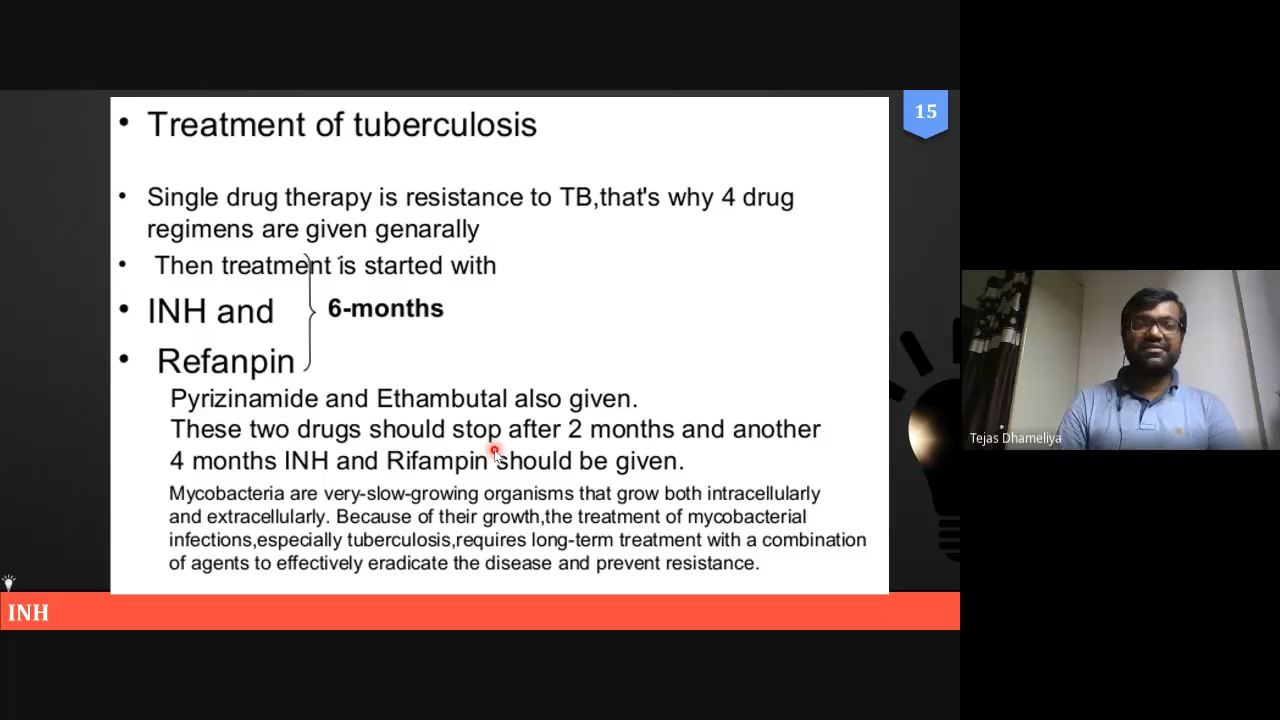 15
• Treatment of tuberculosis
• Single drug therapy is resistance to TB,that's why 4 drug
regimens are given genarally
• Then treatment is started with
• INH and
6-months
• Refanpin
Pyrizinamide and Ethambutal also given.
These two drugs should stop after 2 months and another
4 months INH and Rifampin should be given.
Mycobacteria are very-slow-growing organisms that grow both intracellularly
and extracellularly. Because of their growth,the treatment of mycobacterial
infections,especially tuberculosis,requires long-term treatment with a combination
of agents to effectively eradicate the disease and prevent resistance.
INH
Tejas Dhameliya